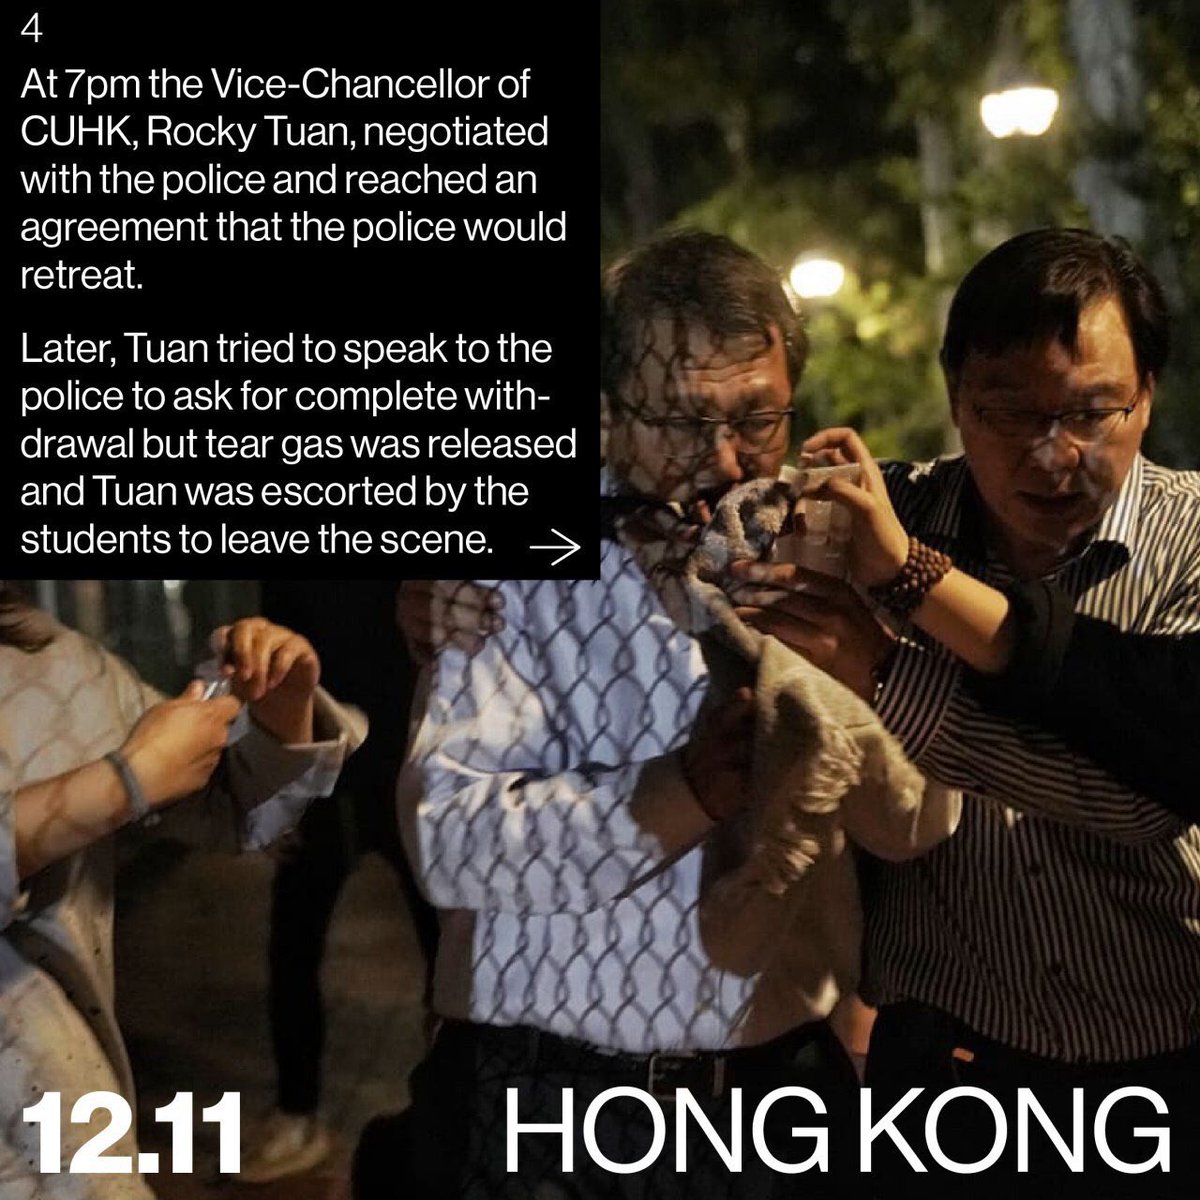 4
At 7pm the Vice-Chancellor of
CUHK, Rocky Tuan, negotiated
with the police and reached an
agreement that the police would
retreat.
Later, Tuan tried to speak to the
police to ask for complete with-
drawal but tear gas was released
and Tuan was escorted by the
students to leave the scene.
12.11
HONG KONG